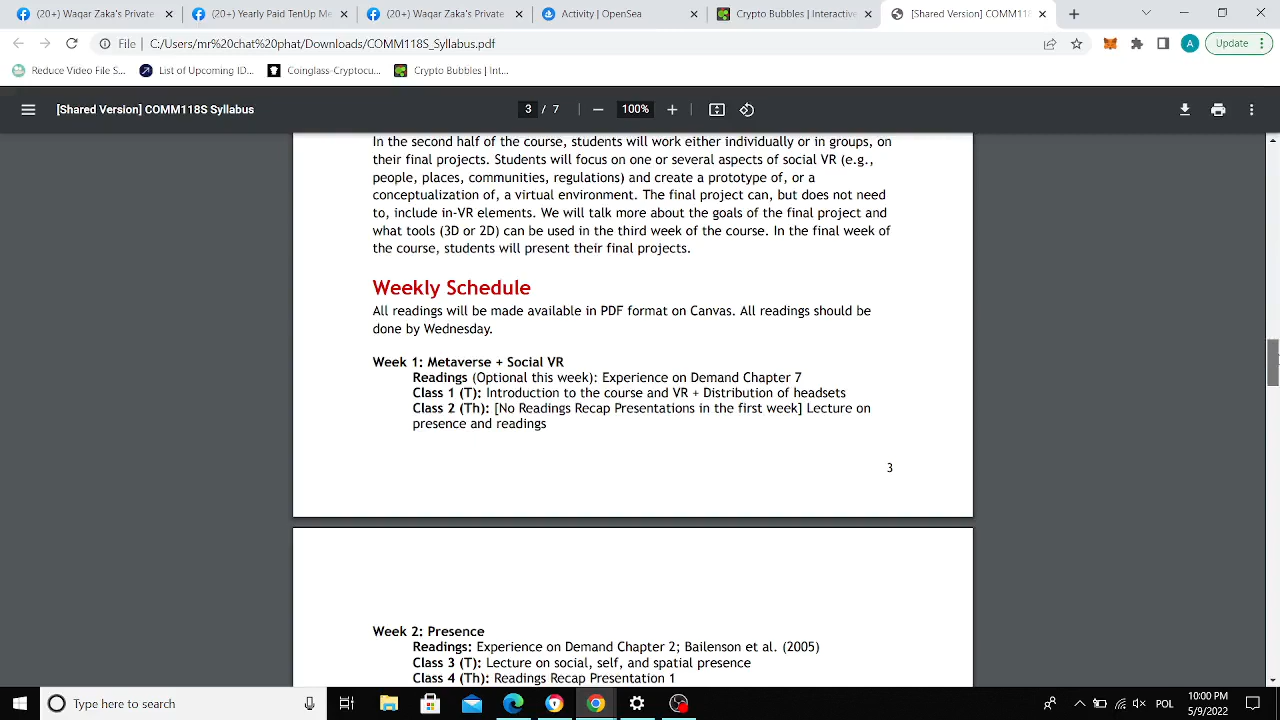 (20+) Waqar Zaka's Private
(20+) Yearly Paid TenUp Me
(20+) Waqar Zaka's Private
Activity | OpenSea
Crypto Bubbles | Interactive
[Shared Version] COMM118
File
C:/Users/mr%20chat%20phat/Downloads/COMM118S_Syllabus.pdf
A
Update
Reduce Video File S...
List of Upcoming ID...
Coinglass-Cryptocu...
Crypto Bubbles | Int...
[Shared Version] COMM118S Syllabus
3 / 7
100%
In the second half of the course, students will work either individually or in groups, on
their final projects. Students will focus on one or several aspects of social VR (e.g.,
people, places, communities, regulations) and create a prototype of, or a
conceptualization of, a virtual environment. The final project can, but does not need
to, include in-VR elements. We will talk more about the goals of the final project and
what tools (3D or 2D) can be used in the third week of the course. In the final week of
the course, students will present their final projects.
Weekly Schedule
All readings will be made available in PDF format on Canvas. All readings should be
done by Wednesday.
Week 1: Metaverse + Social VR
Readings (Optional this week): Experience on Demand Chapter 7
Class 1 (T): Introduction to the course and VR + Distribution of headsets
Class 2 (Th): [No Readings Recap Presentations in the first week] Lecture on
presence and readings
3
Week 2: Presence
Readings: Experience on Demand Chapter 2; Bailenson et al. (2005)
Class 3 (T): Lecture on social, self, and spatial presence
Class 4 (Th): Readings Recap Presentation 1
Type here to search
POL
10:00 PM
5/9/2022